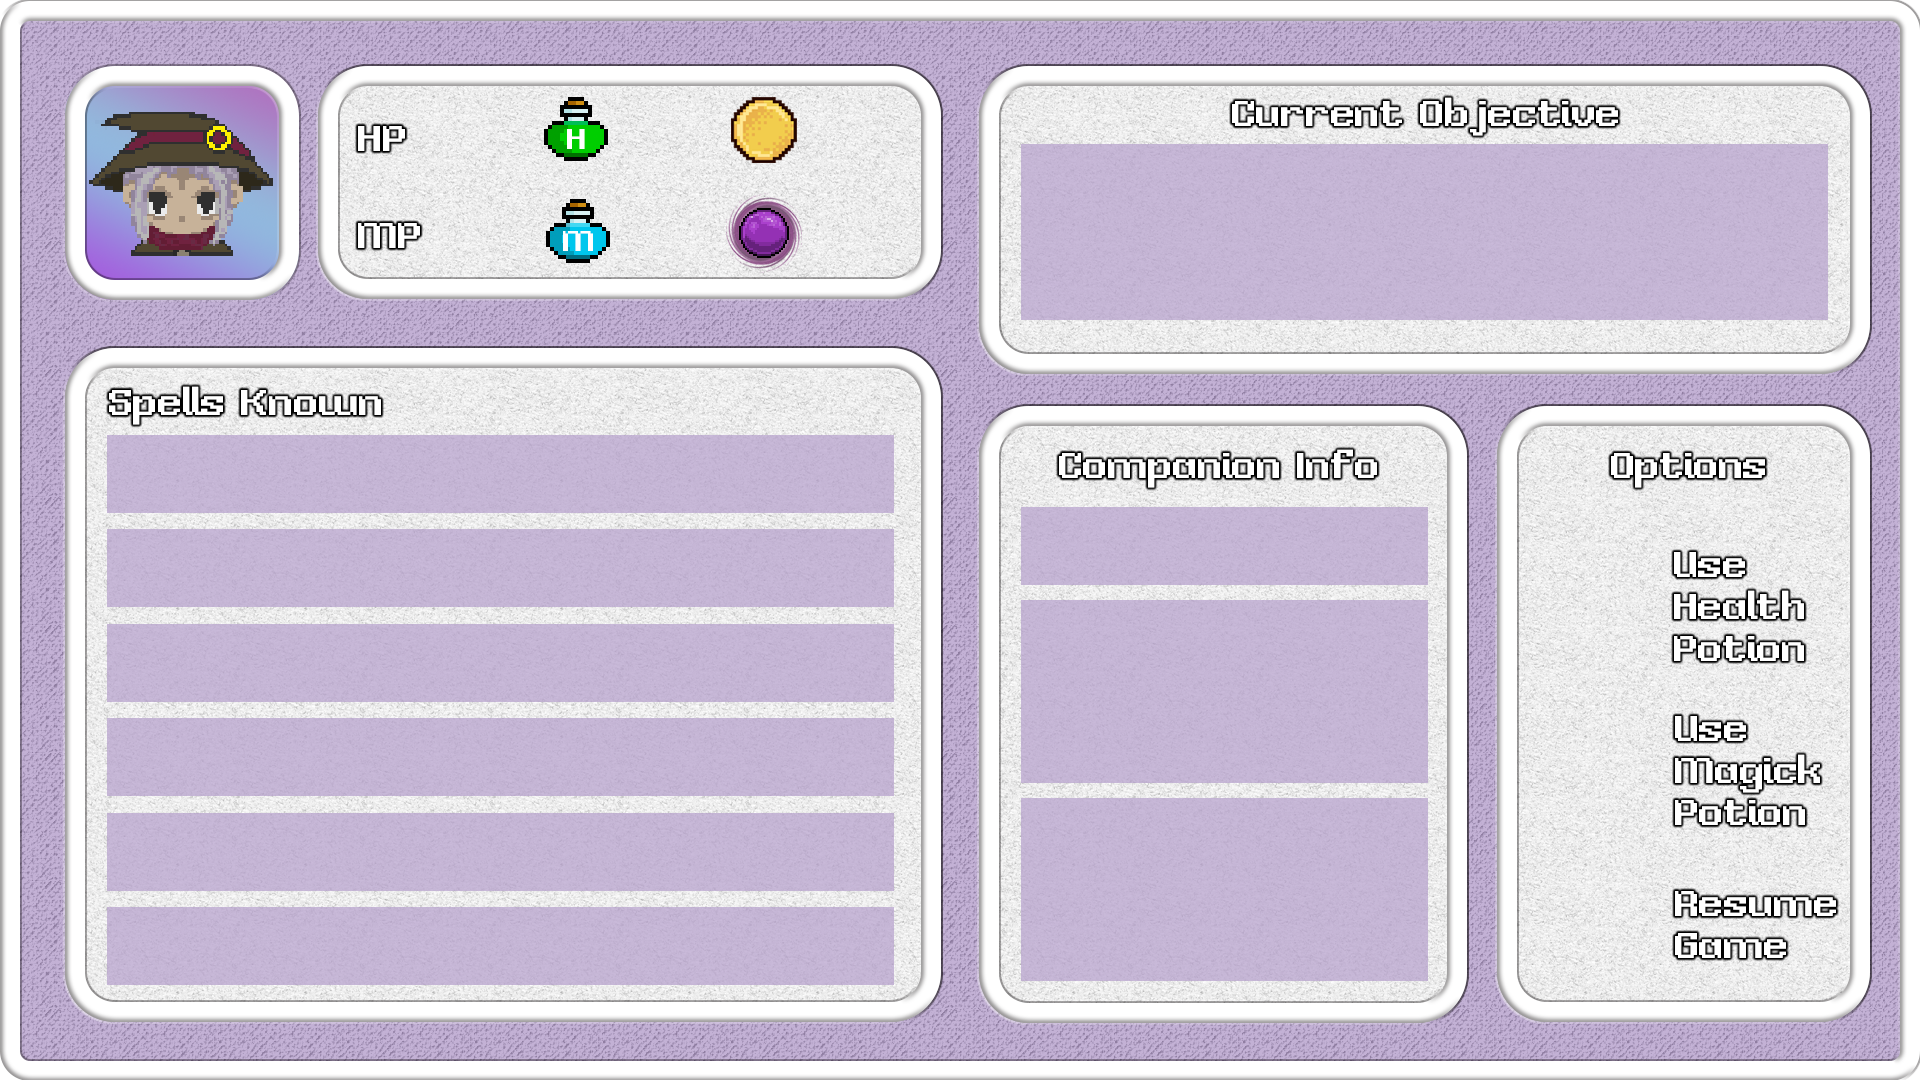 HP
H
MP
m
Current Objective
Spells Known
Companion Info
Options
Use
Health
Potion
Use
Magick
Potion
Resume
Game